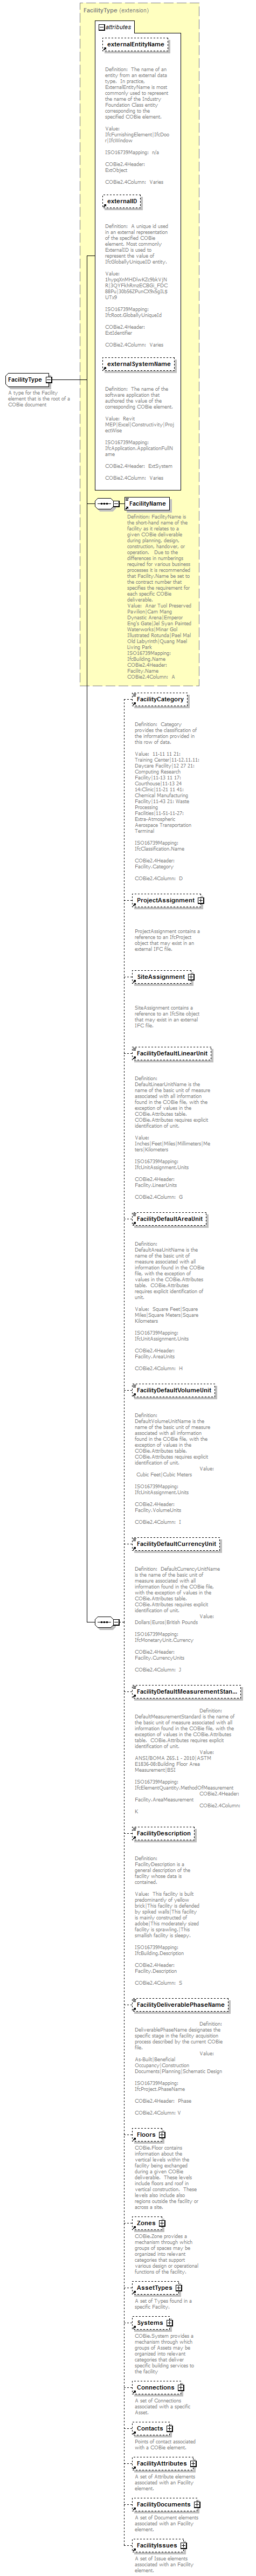 FacilityType (extension)
attributes
externalEntityName
Definition: The name of an
entity from an external data
type. In practice,
ExternalEntityName is most
commonly used to represent
the name of the Industry
Foundation Class entity
corresponding to the
specified COBie element.
Value:
IfcFurnishingElement|IfcDoo
r|IfcWindow
ISO16739Mapping: n/a
COBie2.4Header:
ExtObject
COBie2.4Column: Varies
externalID
Definition: A unique id used
in an external representation
of the specified COBie
element. Most commonly
ExternalID is used to
represent the value of
IfcGloballyUniqueID entity.
Value:
ISO16739Mapping:
IfcRoot.GloballyUniqueId
COBie2.4Header:
ExtIdentifier
COBie2.4Column: Varies
externalSystemName
Definition: The name of the
software application that
authored the value of the
corresponding COBie element.
Value: Revit
MEP|Excel|Constructivity|Proj
ectWise
ISO16739Mapping:
IfcApplication.ApplicationFullN
ame
COBie2.4Header: ExtSystem
COBie2.4Column: Varies
FacilityType
A type for the Facility
element that is the root of a
COBie document
FacilityName
Definition: FacilityName is
the short-hand name of the
facility as it relates to a
given COBie deliverable
during planning, design,
construction, handover, or
operation. Due to the
differences in numberings
required for various business
processes it is recommended
that Facility.Name be set to
the contract number that
specifies the requirement for
each specific COBie
deliverable.
Value: Anar Tuol Preserved
Pavilion|Cam Mang
Dynastic Arena|Emperor
Eng's Gate|Jal Syan Painted
Waterworks|Minar Gol
Illustrated Rotunda|Pael Mal
Old Labyrinth|Quang Mael
Living Park
ISO16739Mapping:
IfcBuilding.Name
COBie2.4Header:
Facility.Name
COBie2.4Column: A
FacilityCategory
Definition: Category
provides the classification of
the information provided in
this row of data.
Value: 11-11 11 21:
Training Center|11-12.11.11:
Daycare Facility|12 27 21:
Computing Research
Facility|11-13 11 17:
Courthouse|11-13 24
14:Clinic|11-21 11 41:
Chemical Manufacturing
Facility|11-43 21: Waste
Processing
Facilities|11-51-11-27:
Extra-Atmospheric
Aerospace Transportation
Terminal
ISO16739Mapping:
IfcClassification.Name
COBie2.4Header:
Facility.Category
COBie2.4Column: D
ProjectAssignment
ProjectAssignment contains a
reference to an IfcProject
object that may exist in an
external IFC file.
SiteAssignment
SiteAssignment contains a
reference to an IfcSite object
that may exist in an external
IFC file.
FacilityDefaultLinearUnit
Definition:
DefaultLinearUnitName is the
name of the basic unit of measure
associated with all information
found in the COBie file, with the
exception of values in the
COBie.Attributes table.
COBie.Attributes requires explicit
identification of unit.
Value:
Inches|Feet|Miles|Millimeters|Me
ters|Kilometers
ISO16739Mapping:
IfcUnitAssignment.Units
COBie2.4Header:
Facility.LinearUnits
COBie2.4Column: G
FacilityDefaultAreaUnit
Definition:
DefaultAreaUnitName is the
name of the basic unit of
measure associated with all
information found in the COBie
file, with the exception of
values in the COBie.Attributes
table. COBie.Attributes
requires explicit identification of
unit.
Value: Square Feet|Square
Miles|Square Meters|Square
Kilometers
ISO16739Mapping:
IfcUnitAssignment.Units
COBie2.4Header:
Facility.AreaUnits
COBie2.4Column: H
FacilityDefaultVolumeUnit
Definition:
DefaultVolumeUnitName is the
name of the basic unit of
measure associated with all
information found in the COBie
file, with the exception of
values in the COBie.Attributes
table.
COBie.Attributes requires explicit
identification of unit.
Value:
Cubic Feet|Cubic Meters
ISO16739Mapping:
IfcUnitAssignment.Units
COBie2.4Header:
Facility.VolumeUnits
COBie2.4Column: I
FacilityDefaultCurrencyUnit
Definition: DefaultCurrencyUnitName
is the name of the basic unit of
measure associated with all
information found in the COBie file,
with the exception of values in the
COBie.Attributes table.
COBie.Attributes requires explicit
identification of unit.
Value:
Dollars|Euros|British Pounds
ISO16739Mapping:
IfcMonetaryUnit.Currency
COBie2.4Header:
Facility.CurrencyUnits
COBie2.4Column: J
FacilityDefaultMeasurementStan...
Definition:
DefaultMeasurementStandard is the name of
the basic unit of measure associated with all
information found in the COBie file, with the
exception of values in the COBie.Attributes
table. COBie.Attributes requires explicit
identification of unit.
Value:
ANSI/BOMA Z65.1 - 2010|ASTM
E1836-08:Building Floor Area
Measurement|BSI
ISO16739Mapping:
IfcElementQuantity.MethodOfMeasurement
COBie2.4Header:
Facility.AreaMeasurement
COBie2.4Column
K
FacilityDescription
Definition:
FacilityDescription is a
general description of the
facility whose data is
contained.
Value: This facility is built
predominantly of yellow
brick|This facility is defended
by spiked walls|This facility
is mainly constructed of
adobe|This moderately sized
facility is sprawling.|This
smallish facility is sleepy.
ISO16739Mapping:
IfcBuilding.Description
COBie2.4Header:
Facility.Description
COBie2.4Column: S
FacilityDeliverablePhaseName
Definition:
DeliverablePhaseName designates the
specific stage in the facility acquisition
process described by the current COBie
file.
Value:
As-Built|Beneficial
Occupancy|Construction
Documents|Planning|Schematic Design
ISO16739Mapping:
IfcProject.PhaseName
COBie2.4Header: Phase
COBie2.4Column: V
Floors
COBie.Floor contains
information about the
vertical levels within the
facility being exchanged
during a given COBie
deliverable. These levels
include floors and roof in
vertical construction. These
levels also include also
regions outside the facility or
across a site.
Zones
COBie.Zone provides a
mechanism through which
groups of spaces may be
organized into relevant
categories that support
various design or operational
functions of the facility.
AssetTypes
A set of Types found in a
specific Facility.
Systems
COBie.System provides a
mechanism through which
groups of Assets may be
organized into relevant
categories that deliver
specific building services to
the facility
Connections
A set of Connections
associated with a specific
Asset.
Contacts
Points of contact associated
with a COBie element.
FacilityAttributes
A set of Attribute elements
associated with an Facility
element.
FacilityDocuments
A set of Document elements
associated with an Facility
element.
FacilityIssues
A set of Issue elements
associated with an Facility
element.